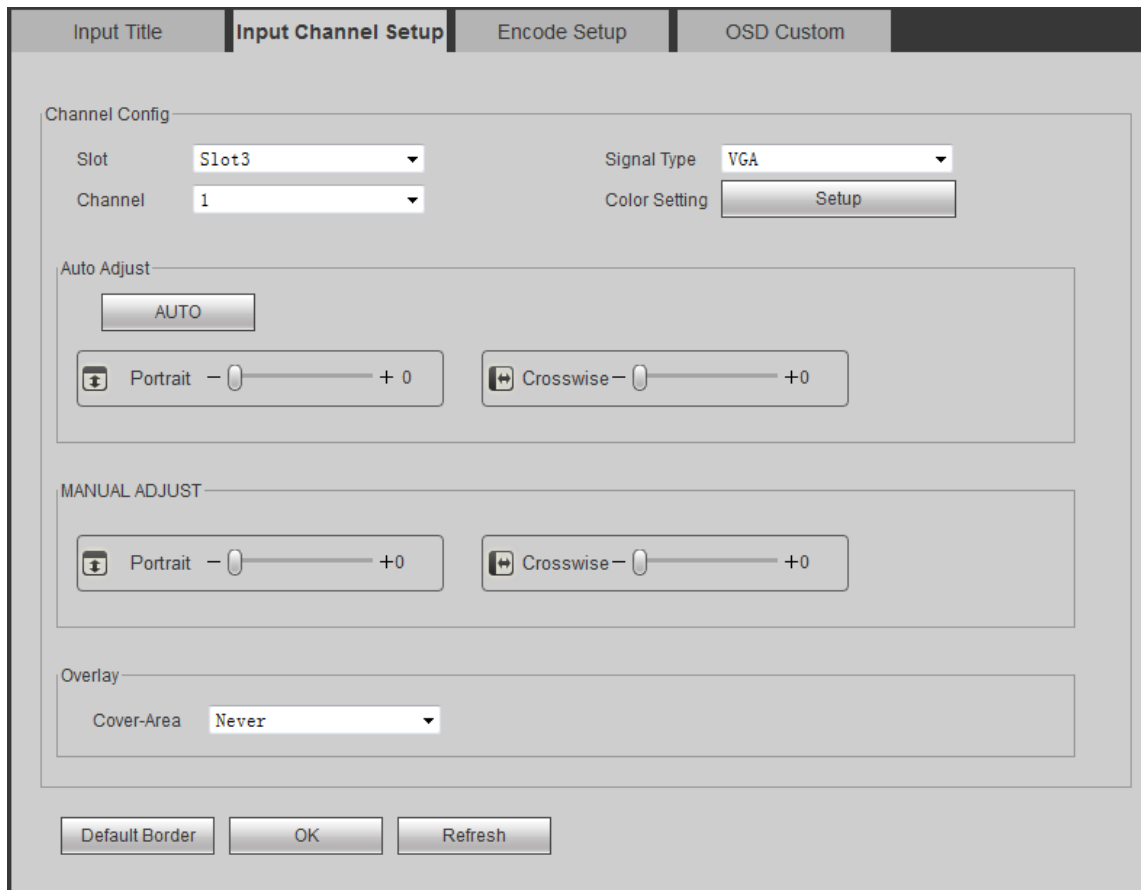 Input Title Input Channel Setup Encode Setup OSD Custom
Channel Config
Slot Slot3 Signal Type VGA
Channel 1 Color Setting Setup
Auto Adjust
AUTO
Portrait − + 0 Crosswise − +0
MANUAL ADJUST
Portrait − +0 Crosswise − +0
Overlay
Cover-Area Never
Default Border OK Refresh